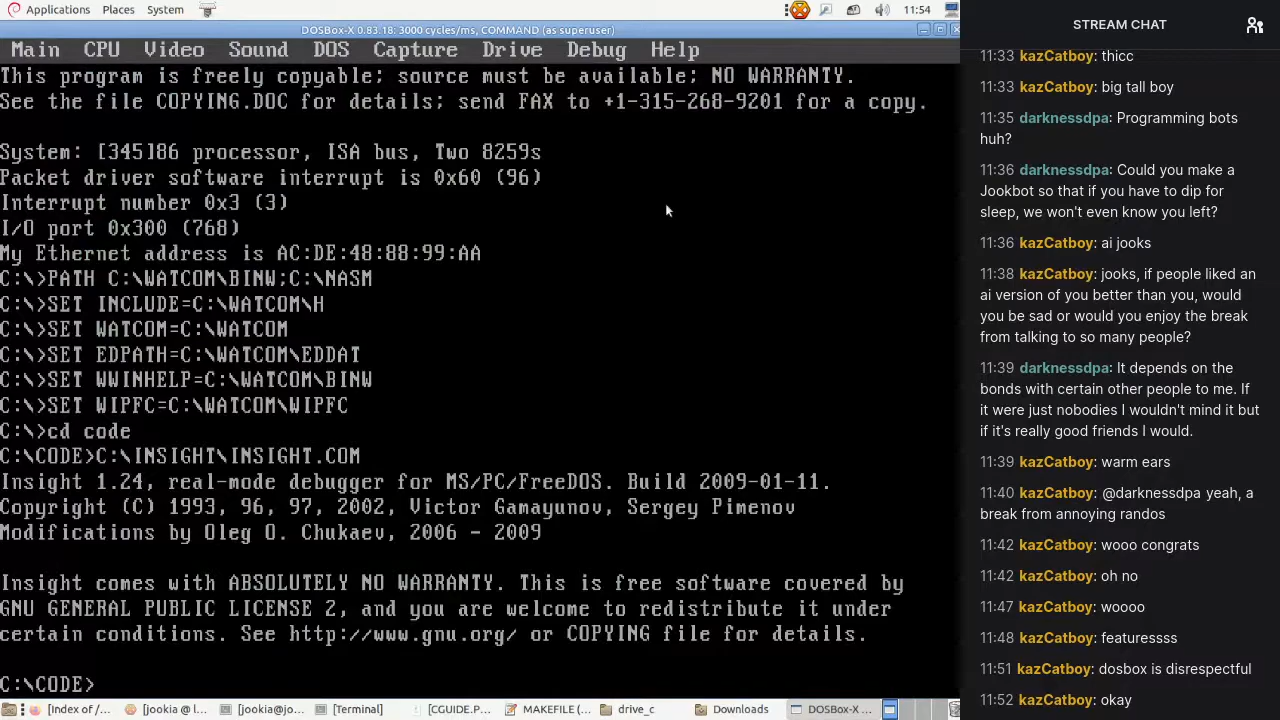 Applications Places System 11:54
DOSBox-X 0.83.18: 3000 cycles/ms, COMMAND (as superuser)
Main CPU Video Sound DOS Capture Drive Debug Help
This program is freely copyable; source must be available; NO WARRANTY.
See the file COPYING.DOC for details; send FAX to +1-315-268-9201 for a copy.
System: [345]86 processor, ISA bus, Two 8259s
Packet driver software interrupt is 0x60 (96)
Interrupt number 0x3 (3)
I/O port 0x300 (768)
My Ethernet address is AC:DE:48:88:99:AA
C:\>PATH C:\WATCOM\BINW;C:\NASM
C:\>SET INCLUDE=C:\WATCOM\H
C:\>SET WATCOM=C:\WATCOM
C:\>SET EDPATH=C:\WATCOM\EDDAT
C:\>SET WWINHELP=C:\WATCOM\BINW
C:\>SET WIPFC=C:\WATCOM\WIPFC
C:\>cd code
C:\CODE>C:\INSIGHT\INSIGHT.COM
Insight 1.24, real-mode debugger for MS/PC/FreeDOS. Build 2009-01-11.
Copyright (C) 1993, 96, 97, 2002, Victor Gamayunov, Sergey Pimenov
Modifications by Oleg O. Chukaev, 2006 - 2009
Insight comes with ABSOLUTELY NO WARRANTY. This is free software covered by
GNU GENERAL PUBLIC LICENSE 2, and you are welcome to redistribute it under
certain conditions. See http://www.gnu.org/ or COPYING file for details.
C:\CODE>
[Index of /... [jookia @ l... [jookia@jo... [Terminal] [CGUIDE.P... MAKEFILE (... drive_c Downloads DOSBox-X ...
STREAM CHAT
11:33 kazCatboy: thicc
11:33 kazCatboy: big tall boy
11:35 darknessdpa: Programming bots
huh?
11:36 darknessdpa: Could you make a
Jookbot so that if you have to dip for
sleep, we won't even know you left?
11:36 kazCatboy: ai jooks
11:38 kazCatboy: jooks, if people liked an
ai version of you better than you, would
you be sad or would you enjoy the break
from talking to so many people?
11:39 darknessdpa: It depends on the
bonds with certain other people to me. If
it were just nobodies I wouldn't mind it but
if it's really good friends I would.
11:39 kazCatboy: warm ears
11:40 kazCatboy: @darknessdpa yeah, a
break from annoying randos
11:42 kazCatboy: wooo congrats
11:42 kazCatboy: oh no
11:47 kazCatboy: woooo
11:48 kazCatboy: featuressss
11:51 kazCatboy: dosbox is disrespectful
11:52 kazCatboy: okay